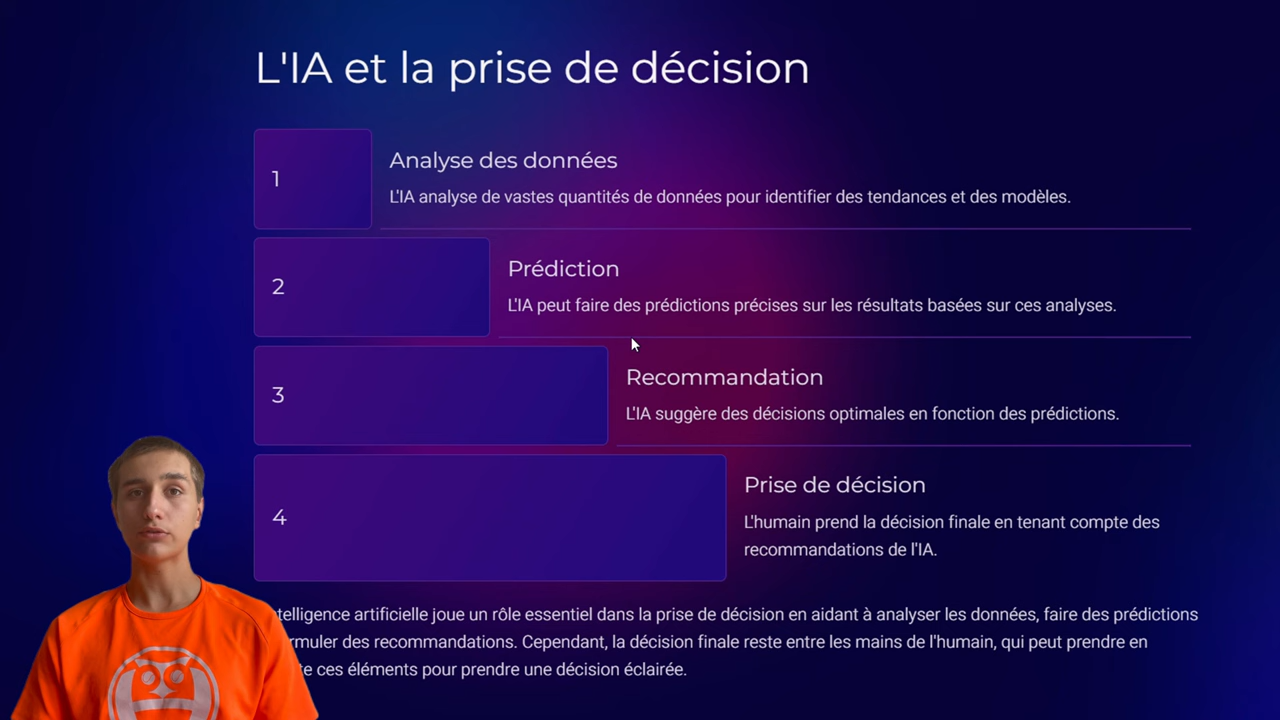 L'IA et la prise de décision
1
Analyse des données
L'IA analyse de vastes quantités de données pour identifier des tendances et des modèles.
2
Prédiction
L'IA peut faire des prédictions précises sur les résultats basées sur ces analyses.
3
Recommandation
L'IA suggère des décisions optimales en fonction des prédictions.
4
Prise de décision
L'humain prend la décision finale en tenant compte des
recommandations de l'IA.
artificielle joue un rôle essentiel dans la prise de décision en aidant à analyser les données, faire des prédictions
des recommandations. Cependant, la décision finale reste entre les mains de l'humain, qui peut prendre en
ces éléments pour prendre une décision éclairée.